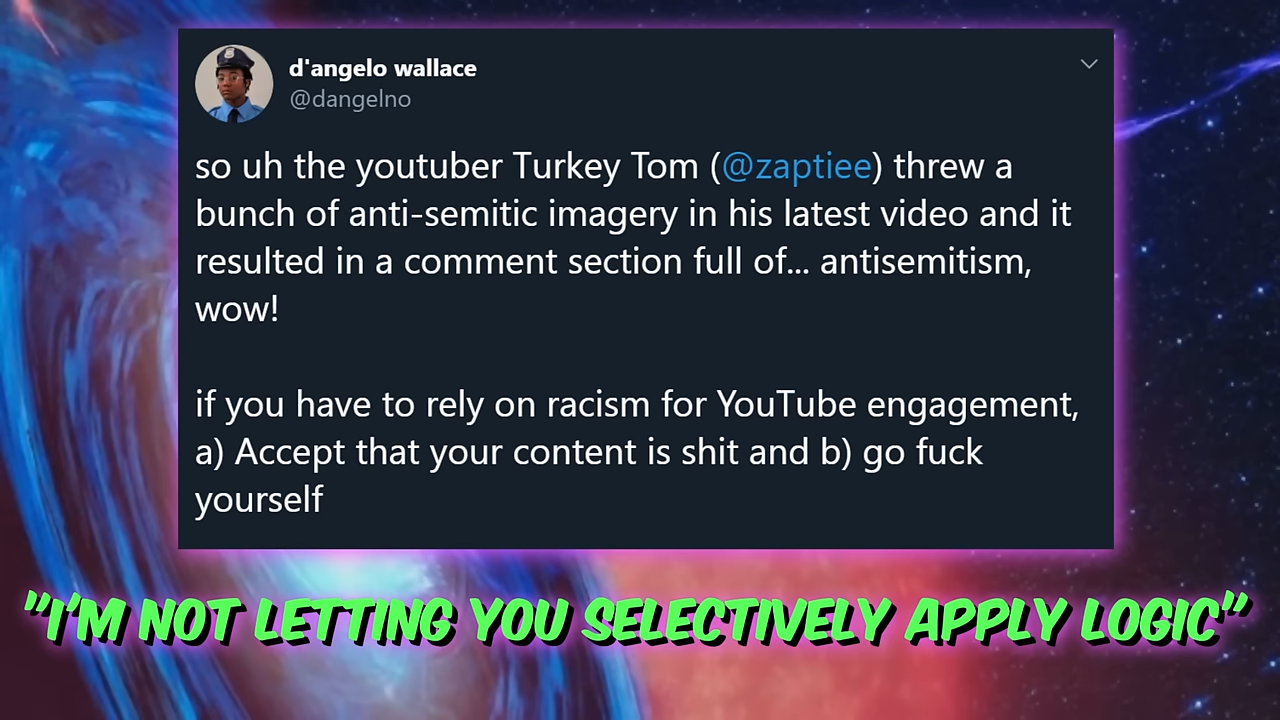 d'angelo wallace
@dangelno
so uh the youtuber Turkey Tom (@zaptiee) threw a
bunch of anti-semitic imagery in his latest video and it
resulted in a comment section full of... antisemitism,
wow!
if you have to rely on racism for YouTube engagement,
a) Accept that your content is shit and b) go fuck
yourself
"I'M NOT LETTING YOU SELECTIVELY APPLY LOGIC"